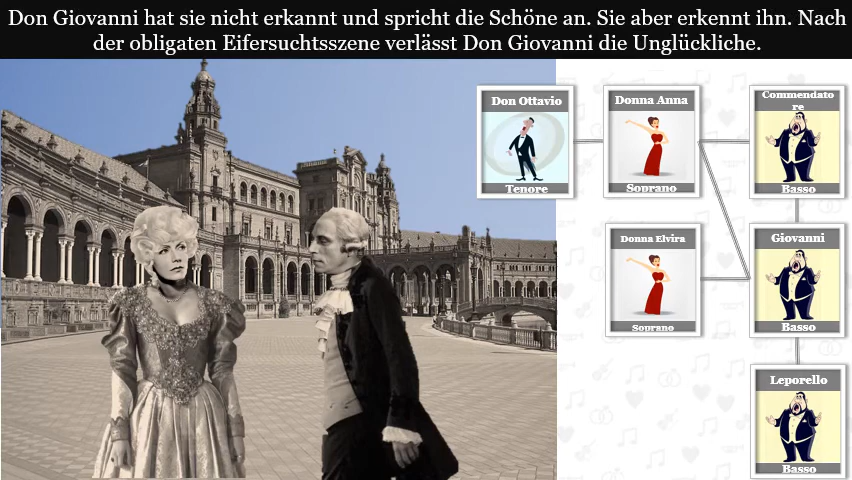 Don Giovanni hat sie nicht erkannt und spricht die Schöne an. Sie aber erkennt ihn. Nach
der obligaten Eifersuchtsszene verlässt Don Giovanni die Unglückliche.
Don Ottavio
Tenore
Donna Anna
Soprano
Commendato
re
Basso
Donna Elvira
Soprano
Giovanni
Basso
Leporello
Basso